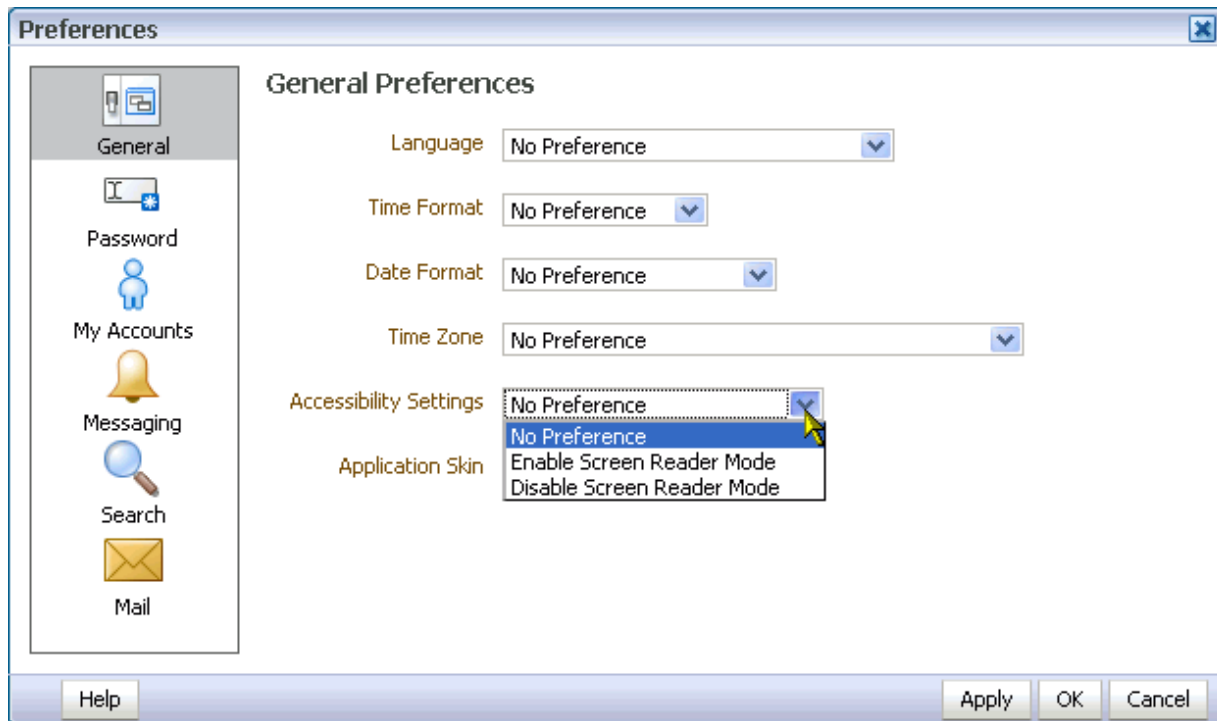 Preferences
General
Password
My Accounts
Messaging
Search
Mail
General Preferences
Language No Preference
Time Format No Preference
Date Format No Preference
Time Zone No Preference
Accessibility Settings No Preference
No Preference
Enable Screen Reader Mode
Application Skin
Disable Screen Reader Mode
Help Apply OK Cancel